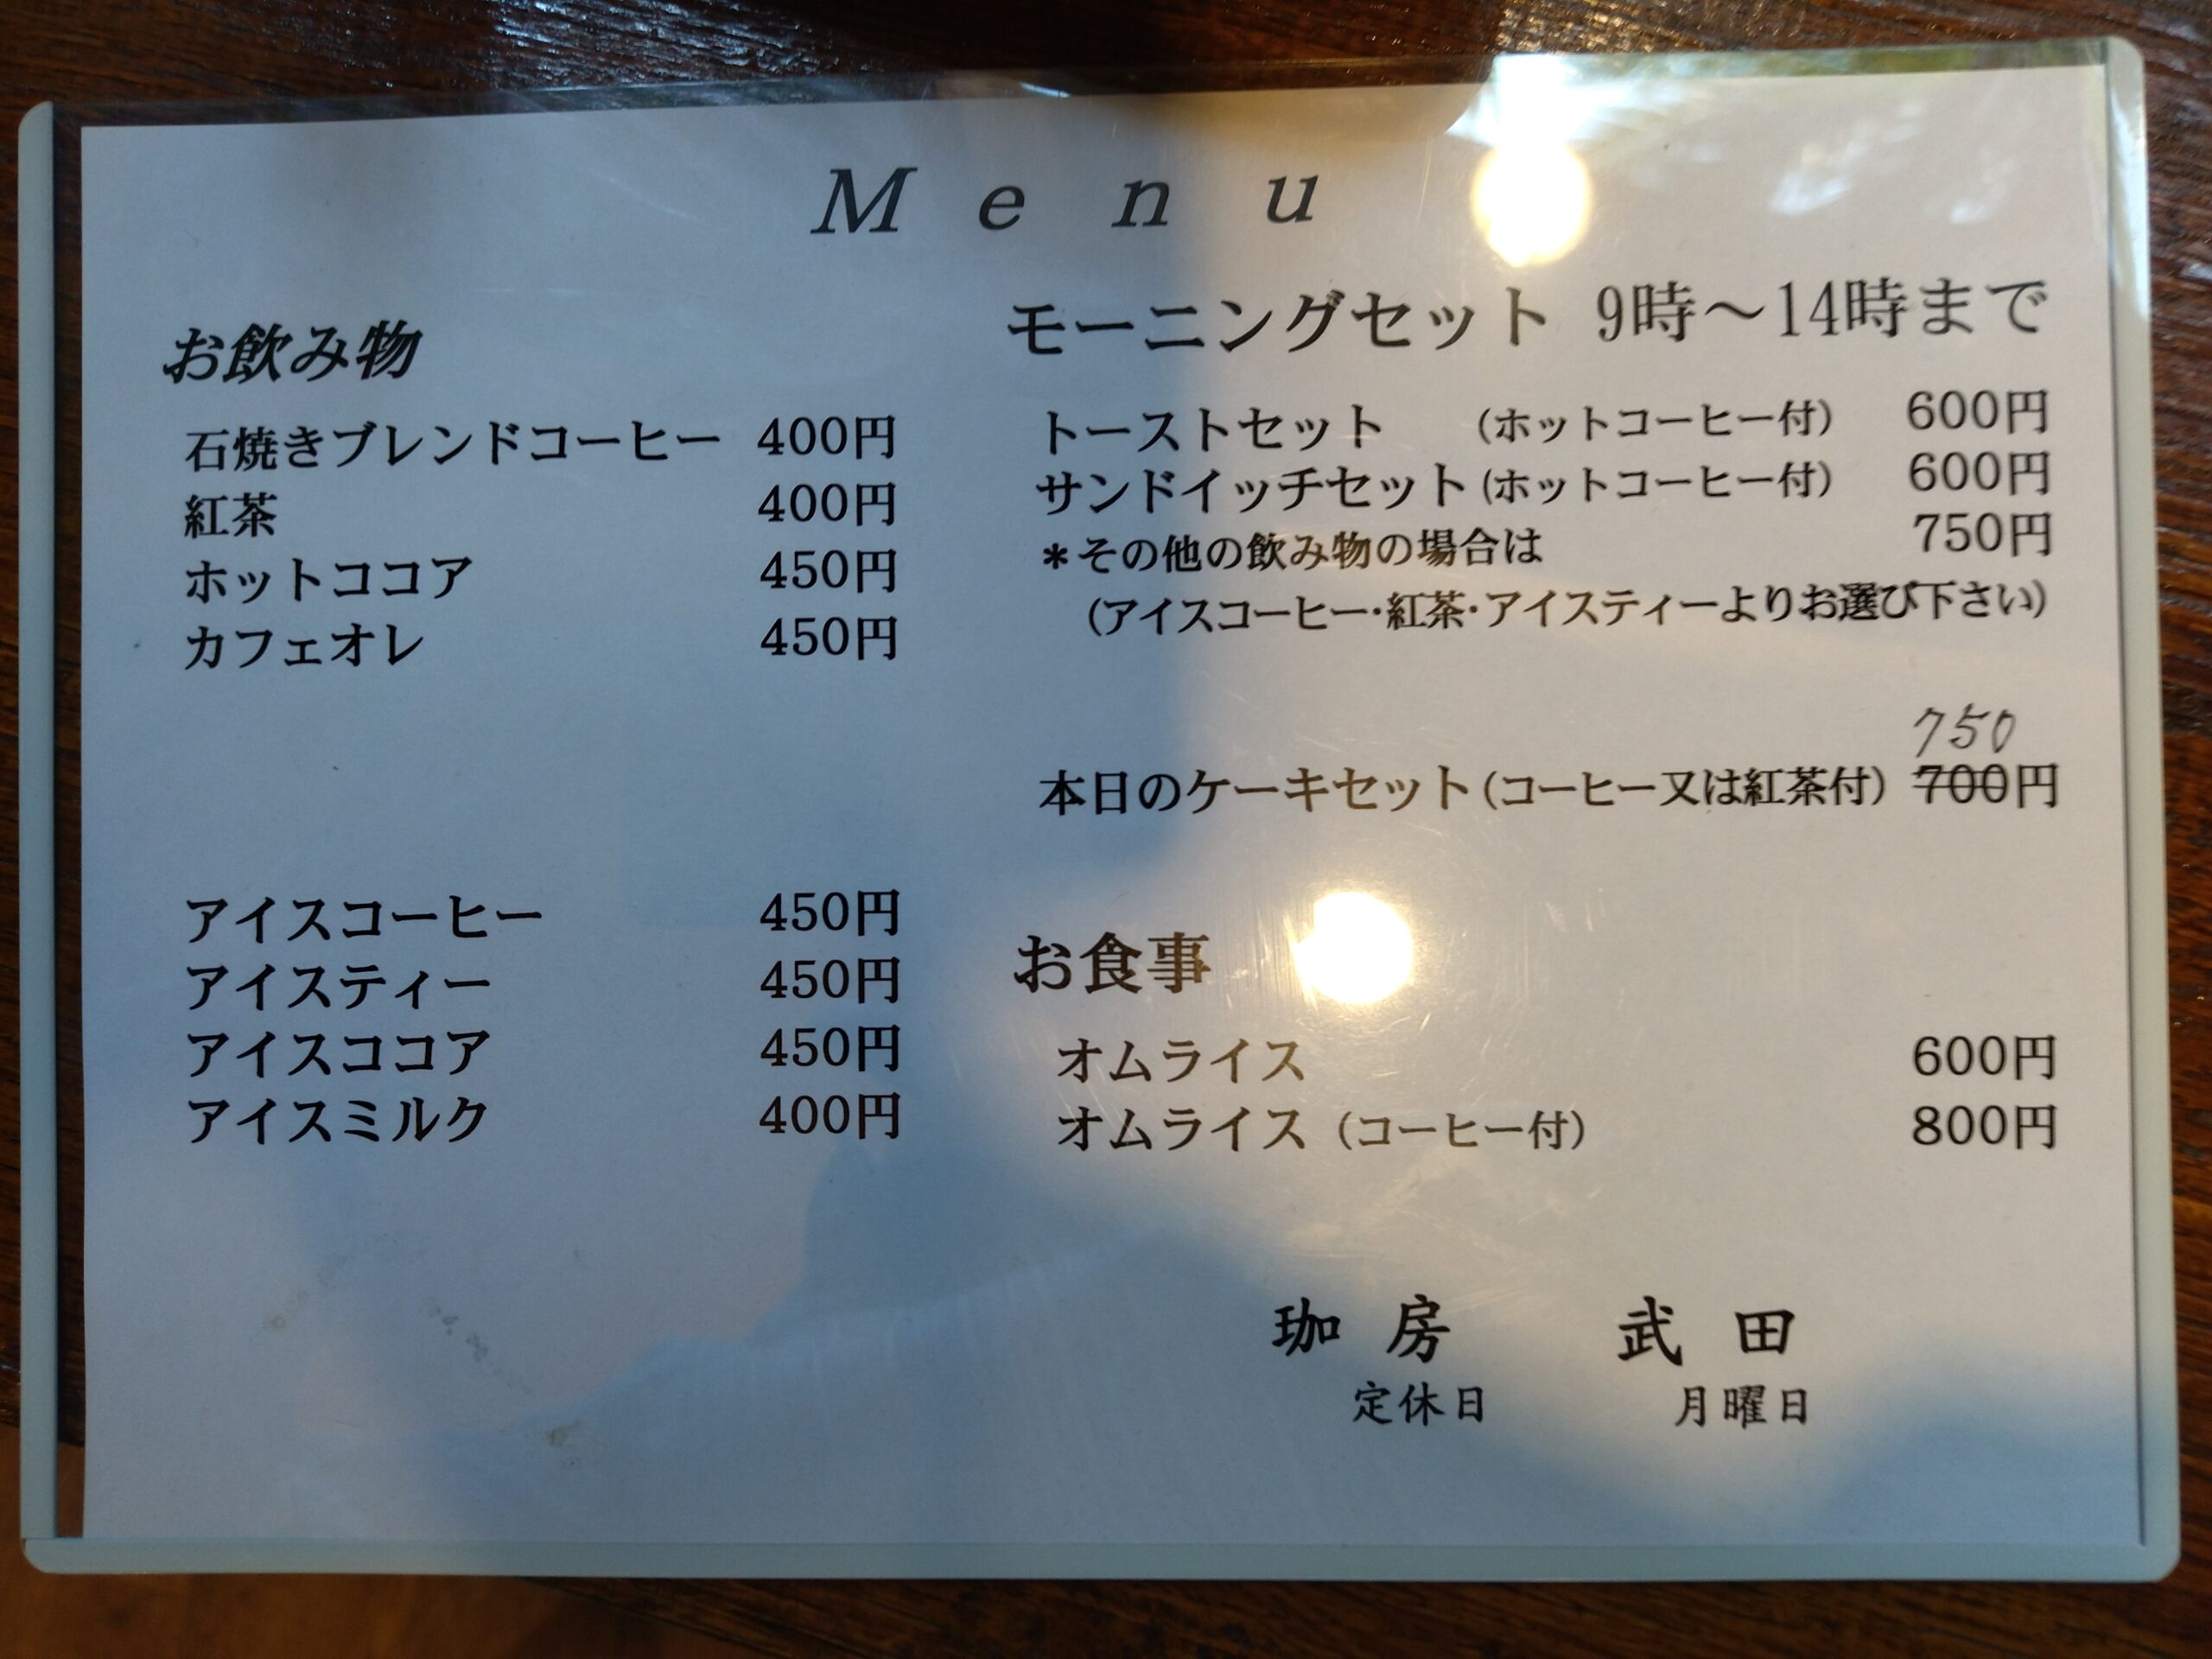 Menu
お飲み物
石焼きブレンドコーヒー 400円
紅茶 400円
ホットココア 450円
カフェオレ 450円
アイスコーヒー 450円
アイスティー 450円
アイスココア 450円
アイスミルク 400円
モーニングセット 9時～14時まで
トーストセット (ホットコーヒー付) 600円
サンドイッチセット(ホットコーヒー付) 600円
＊その他の飲み物の場合は 750円
(アイスコーヒー・紅茶・アイスティーよりお選び下さい)
750
本日のケーキセット(コーヒー又は紅茶付) 700円
お食事
オムライス 600円
オムライス (コーヒー付) 800円
珈房 武田
定休日 月曜日